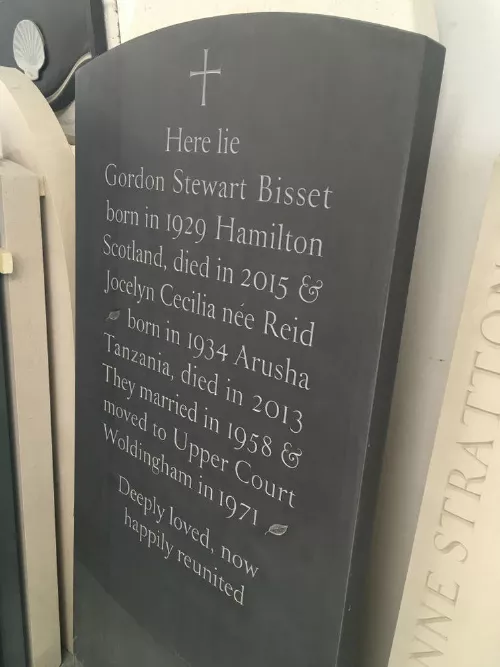 Here lie
Gordon Stewart Bisset
born in 1929 Hamilton
Scotland, died in 2015 &
Jocelyn Cecilia née Reid
born in 1934 Arusha
Tanzania, died in 2013
They married in 1958 &
moved to Upper Court
Woldingham in 1971
Deeply loved, now
happily reunited
NNE STRATTON